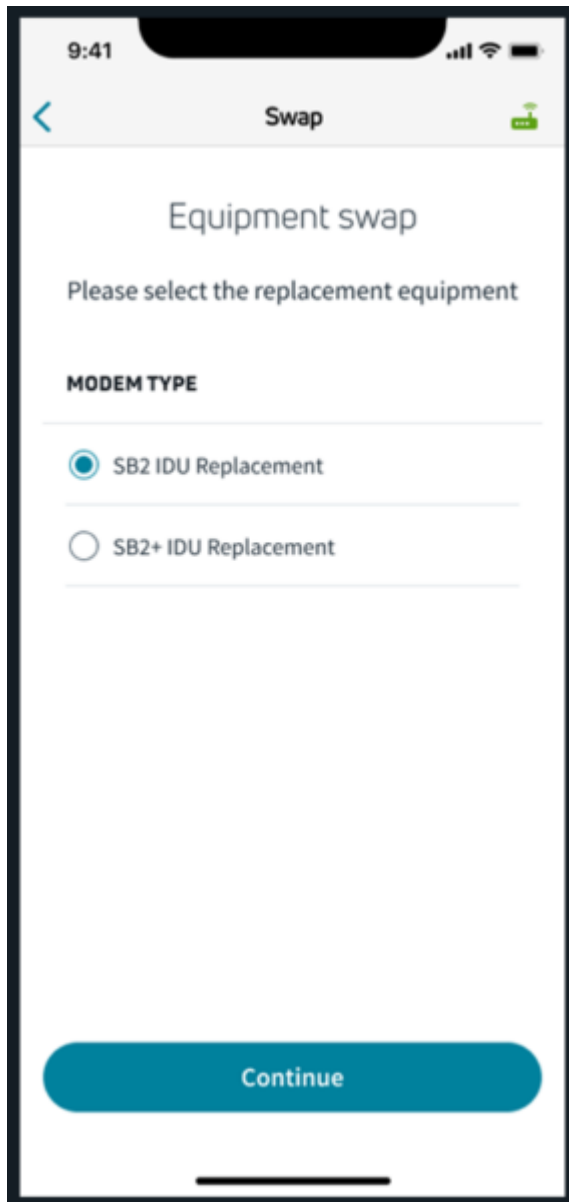 9:41
Swap
Equipment swap
Please select the replacement equipment
MODEM TYPE
SB2 IDU Replacement
SB2+ IDU Replacement
Continue